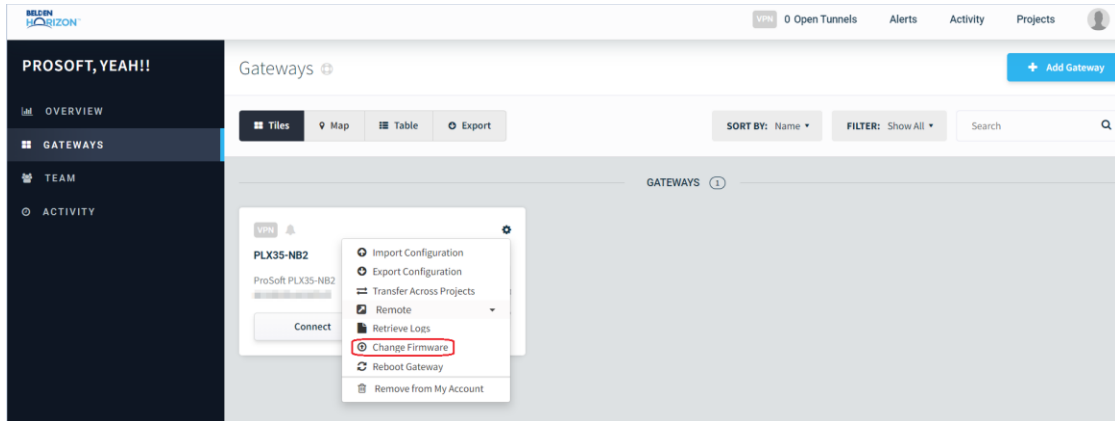 BELDEN
HORIZON
VPN 0 Open Tunnels Alerts Activity Projects
PROSOFT, YEAH!!
OVERVIEW
GATEWAYS
TEAM
ACTIVITY
Gateways
+ Add Gateway
Tiles Map Table Export
SORT BY: Name FILTER: Show All Search
GATEWAYS 1
VPN
PLX35-NB2
ProSoft PLX35-NB2
Connect
Import Configuration
Export Configuration
Transfer Across Projects
Remote
Retrieve Logs
Change Firmware
Reboot Gateway
Remove from My Account